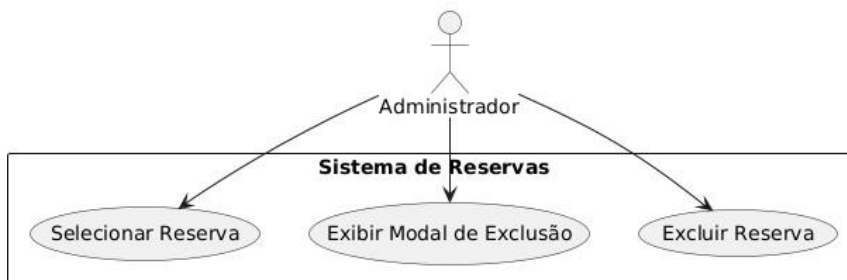 Administrador
Sistema de Reservas
Selecionar Reserva
Exibir Modal de Exclusão
Excluir Reserva